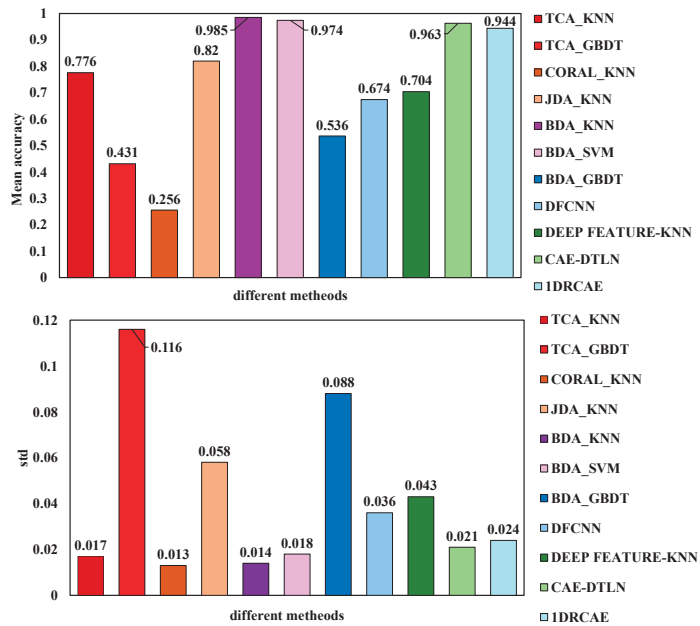 Mean accuracy
1
0.9
0.8
0.7
0.6
0.5
0.4
0.3
0.2
0.1
0
0.776
0.431
0.256
0.82
0.985
0.974
0.536
0.674
0.704
0.963
0.944
different metheods
TCA_KNN
TCA_GBDT
CORAL_KNN
JDA_KNN
BDA_KNN
BDA_SVM
BDA_GBDT
DFCNN
DEEP FEATURE-KNN
CAE-DTLN
1DRCAE
std
0.12
0.1
0.08
0.06
0.04
0.02
0
0.017
0.116
0.013
0.058
0.014
0.018
0.088
0.036
0.043
0.021
0.024
different metheods
TCA_KNN
TCA_GBDT
CORAL_KNN
JDA_KNN
BDA_KNN
BDA_SVM
BDA_GBDT
DFCNN
DEEP FEATURE-KNN
CAE-DTLN
1DRCAE